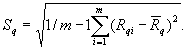 S_q = √(1/m − 1 ∑_{i=1}^{m} (R_{qi} − R̅_q)²) .